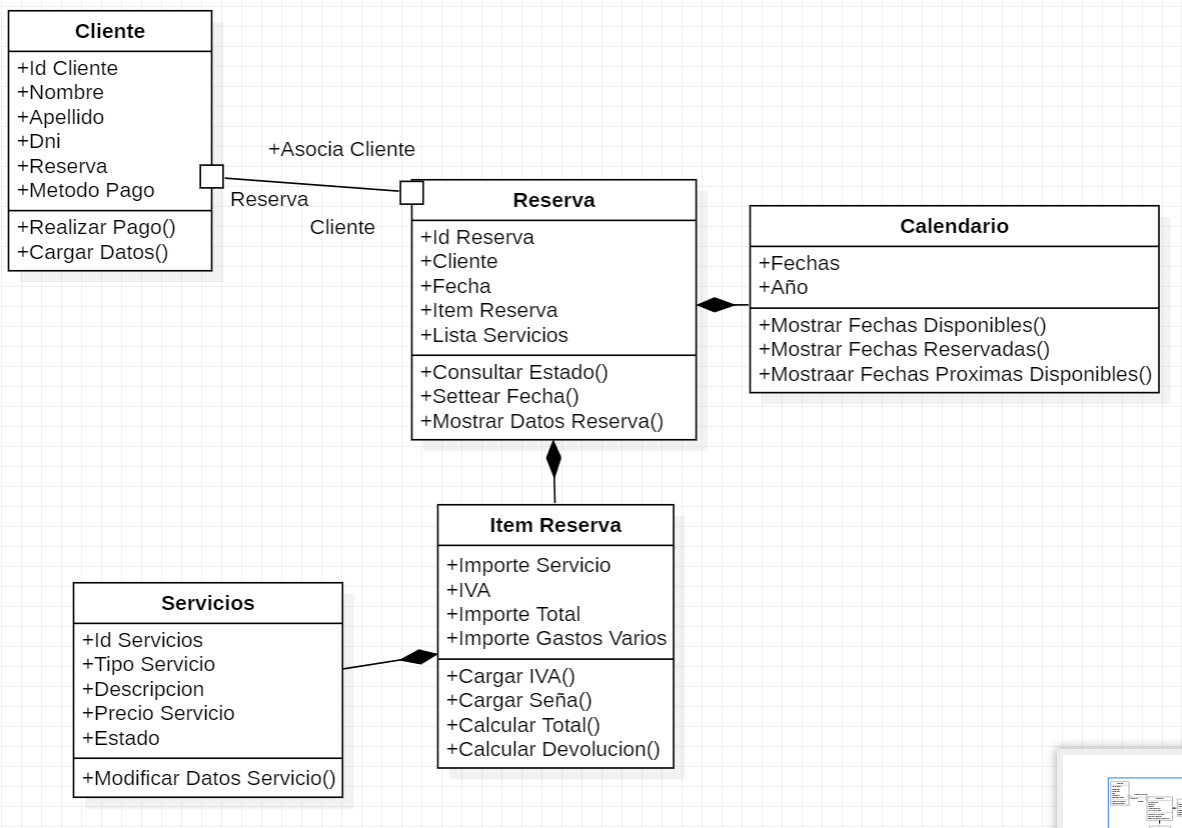 Cliente
+Id Cliente
+Nombre
+Apellido
+Dni
+Reserva
+Metodo Pago
+Realizar Pago()
+Cargar Datos()
+Asocia Cliente
Reserva
Cliente
Reserva
+Id Reserva
+Cliente
+Fecha
+Item Reserva
+Lista Servicios
+Consultar Estado()
+Settear Fecha()
+Mostrar Datos Reserva()
Calendario
+Fechas
+Año
+Mostrar Fechas Disponibles()
+Mostrar Fechas Reservadas()
+Mostraar Fechas Proximas Disponibles()
Item Reserva
+Importe Servicio
+IVA
+Importe Total
+Importe Gastos Varios
+Cargar IVA()
+Cargar Seña()
+Calcular Total()
+Calcular Devolucion()
Servicios
+Id Servicios
+Tipo Servicio
+Descripcion
+Precio Servicio
+Estado
+Modificar Datos Servicio()